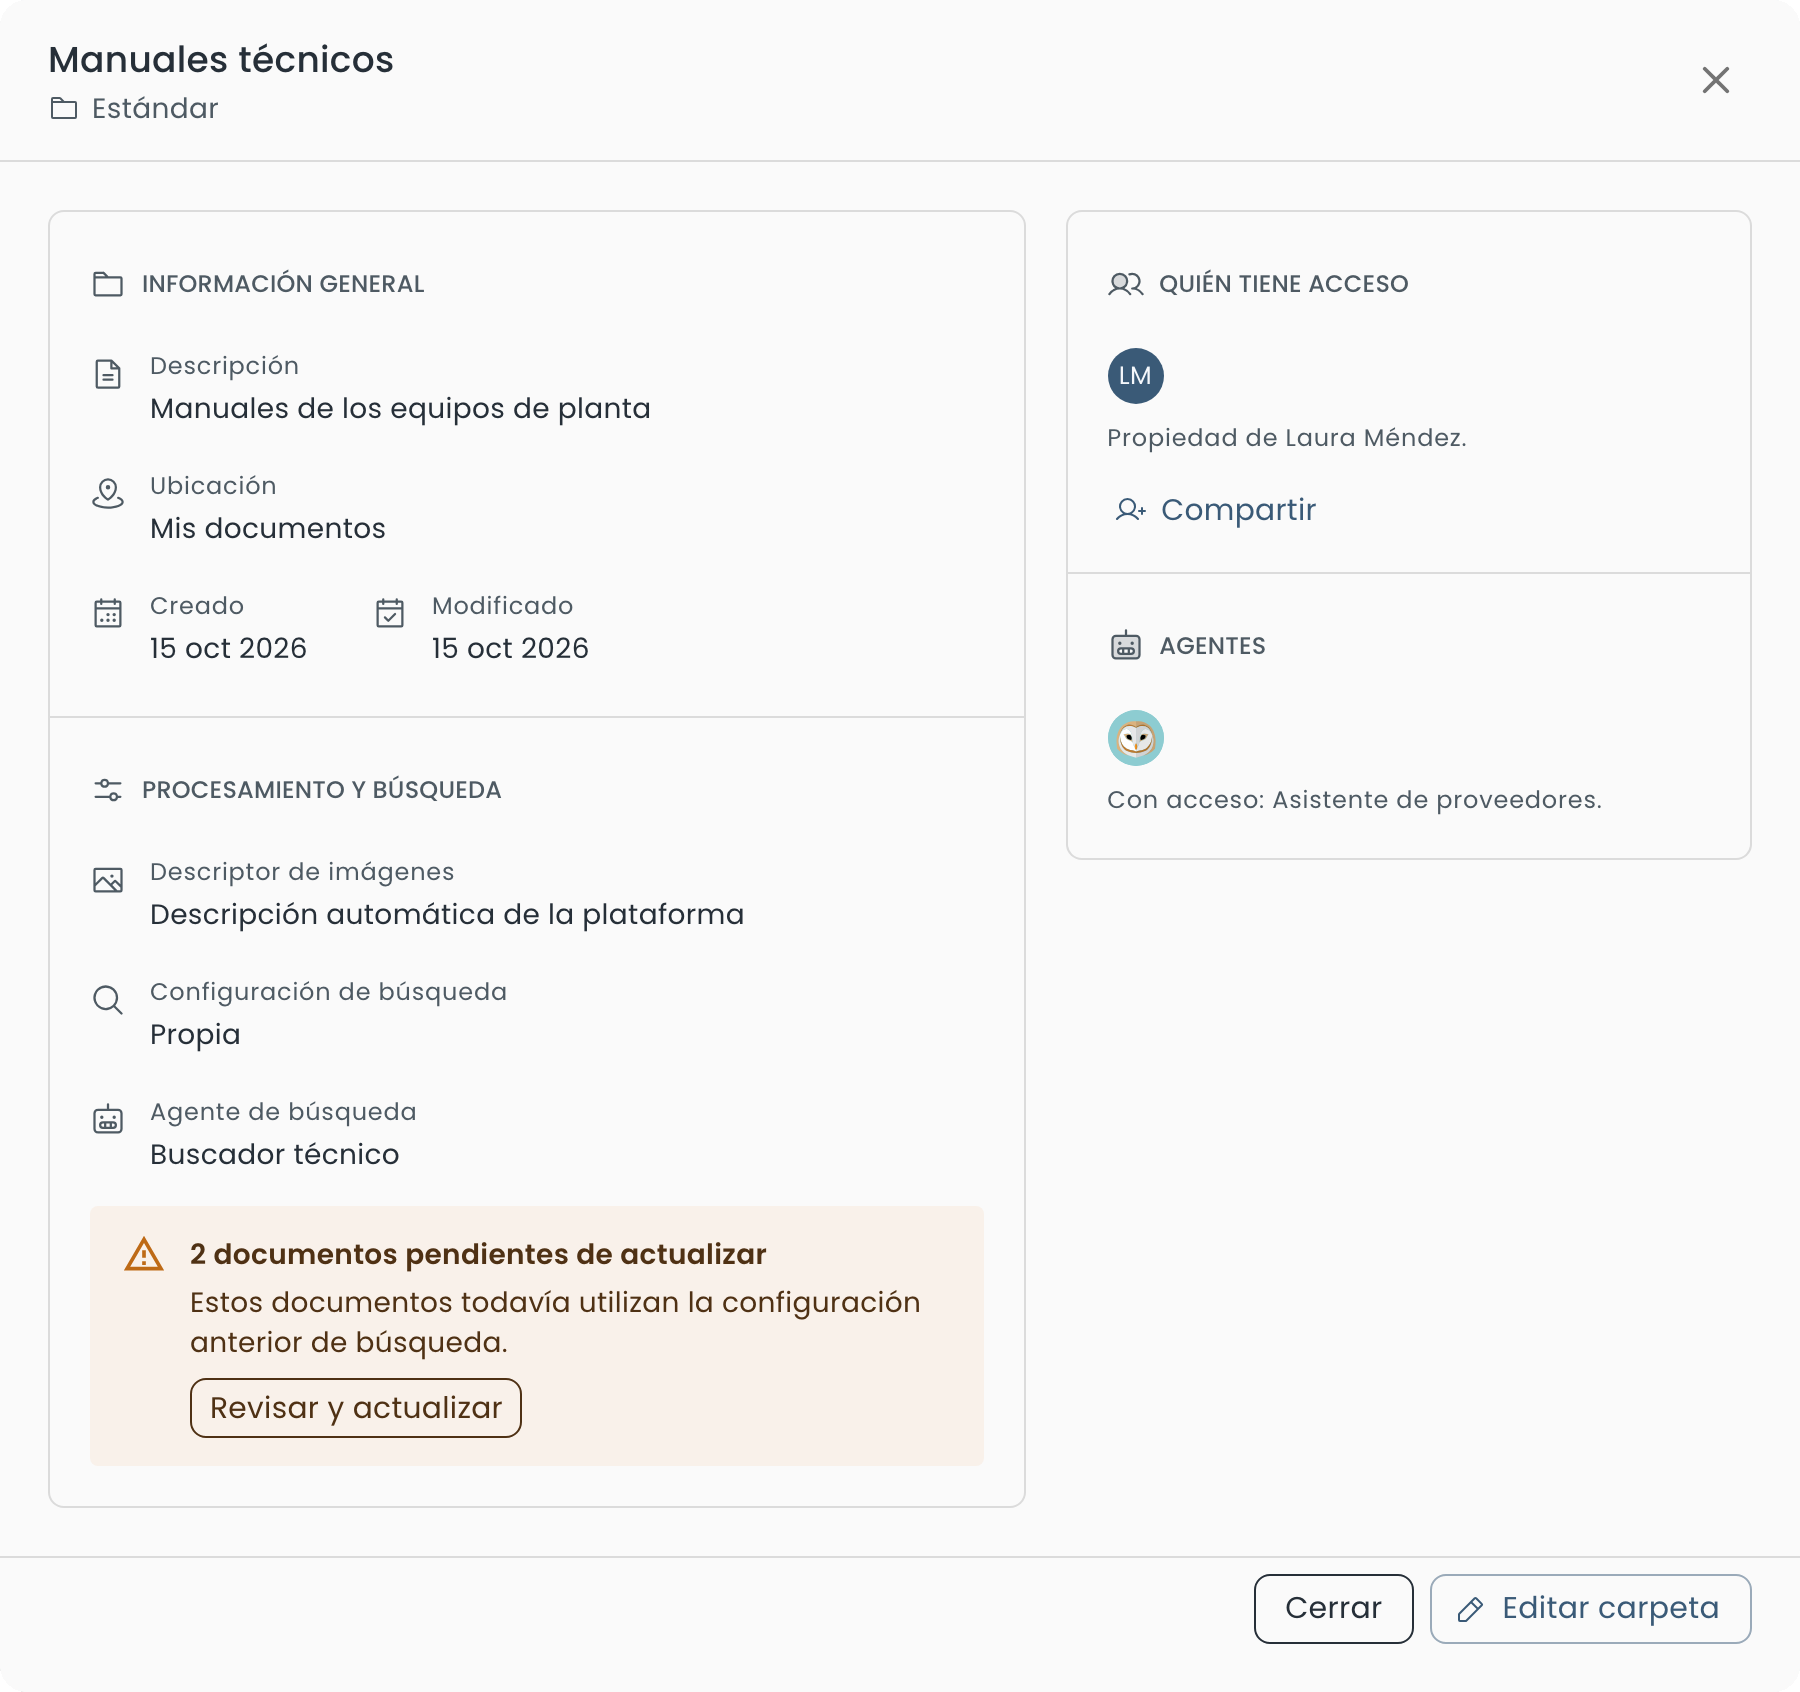 Manuales técnicos
Estándar
INFORMACIÓN GENERAL
Descripción
Manuales de los equipos de planta
Ubicación
Mis documentos
Creado
15 oct 2026
Modificado
15 oct 2026
PROCESAMIENTO Y BÚSQUEDA
Descriptor de imágenes
Descripción automática de la plataforma
Configuración de búsqueda
Propia
Agente de búsqueda
Buscador técnico
2 documentos pendientes de actualizar
Estos documentos todavía utilizan la configuración
anterior de búsqueda.
Revisar y actualizar
QUIÉN TIENE ACCESO
LM
Propiedad de Laura Méndez.
Compartir
AGENTES
Con acceso: Asistente de proveedores.
Cerrar
Editar carpeta